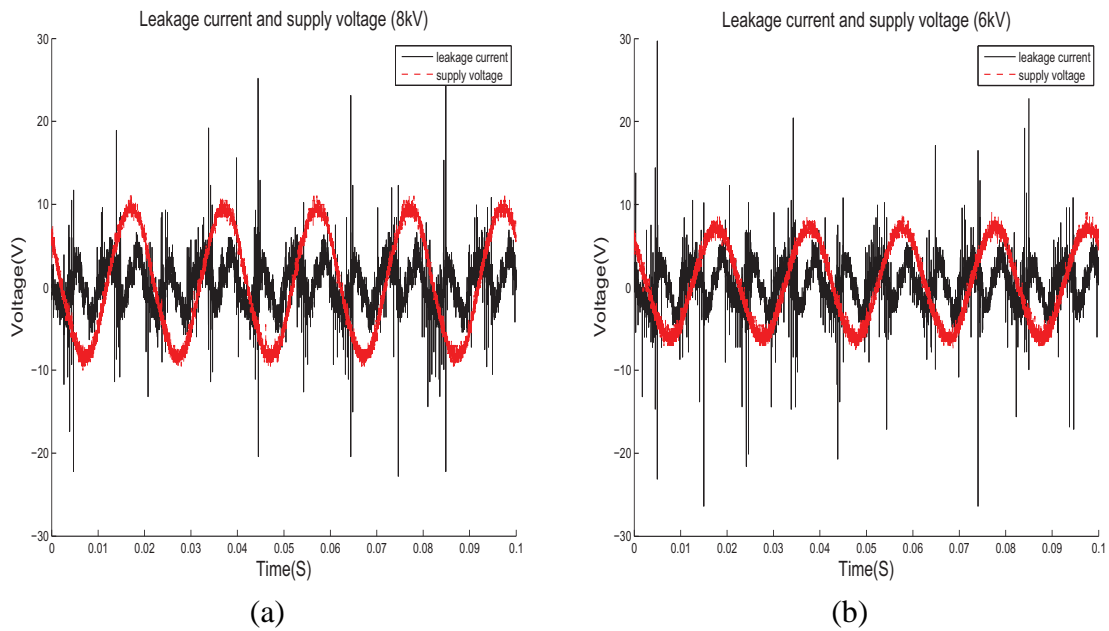 Leakage current and supply voltage (8kV)
30
20
10
0
−10
−20
−30
Voltage(V)
leakage current
supply voltage
0 0.01 0.02 0.03 0.04 0.05 0.06 0.07 0.08 0.09 0.1
Time(S)
(a)
Leakage current and supply voltage (6kV)
30
20
10
0
−10
−20
−30
Voltage(V)
leakage current
supply voltage
0 0.01 0.02 0.03 0.04 0.05 0.06 0.07 0.08 0.09 0.1
Time(S)
(b)